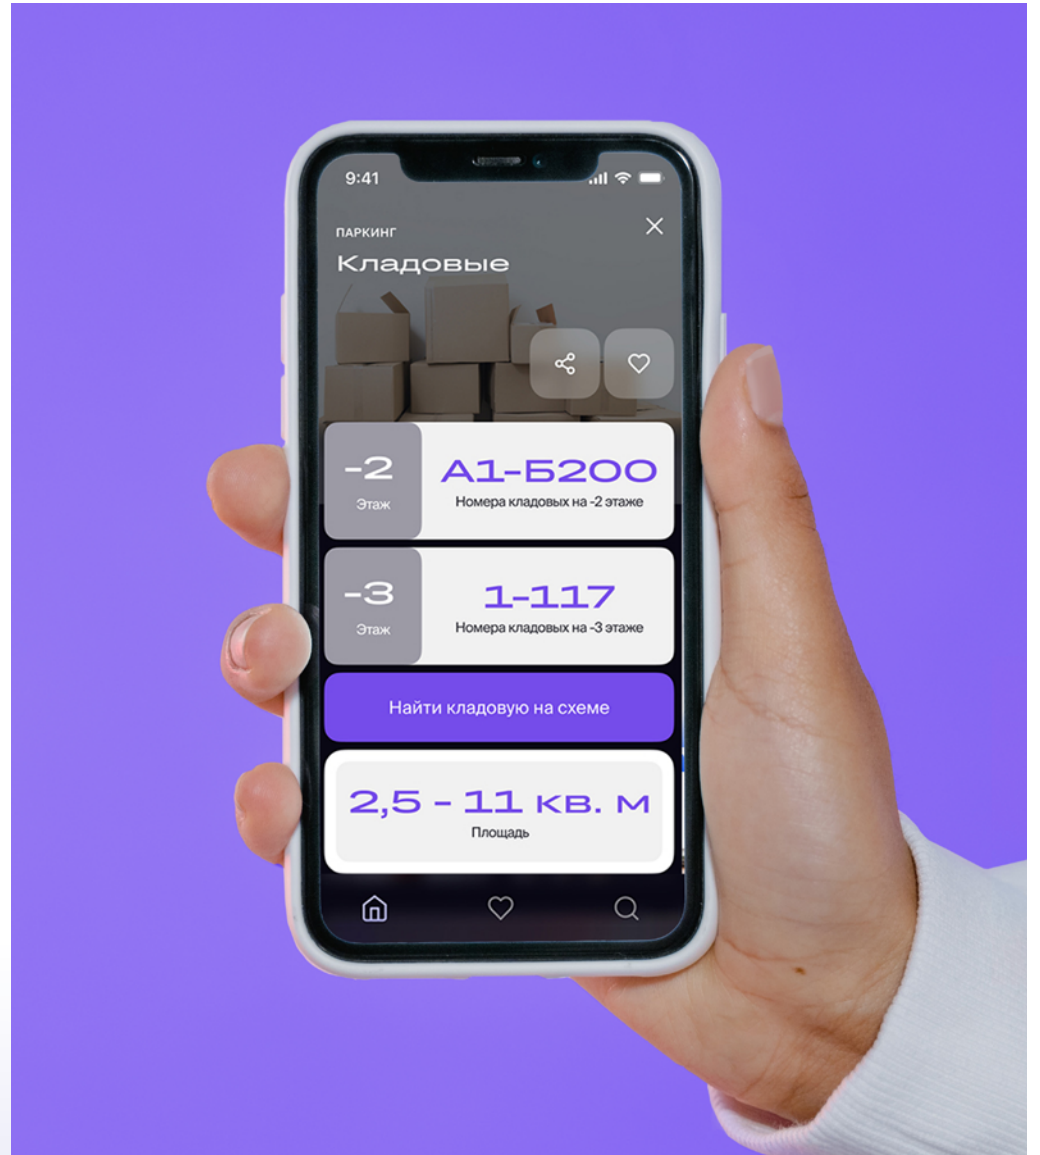 9:41
ПАРКИНГ
Кладовые
-2
Этаж
А1-Б200
Номера кладовых на -2 этаже
-3
Этаж
1-117
Номера кладовых на -3 этаже
Найти кладовую на схеме
2,5 - 11 кв. м
Площадь